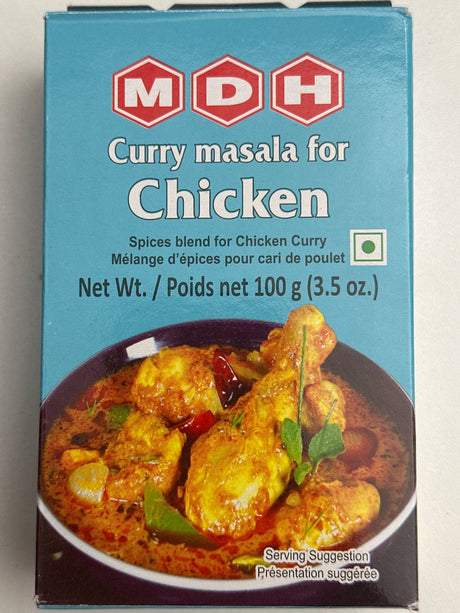 MDH
Curry masala for
Chicken
Spices blend for Chicken Curry
Mélange d'épices pour cari de poulet
Net Wt. / Poids net 100 g (3.5 oz.)
Serving Suggestion
Présentation suggérée